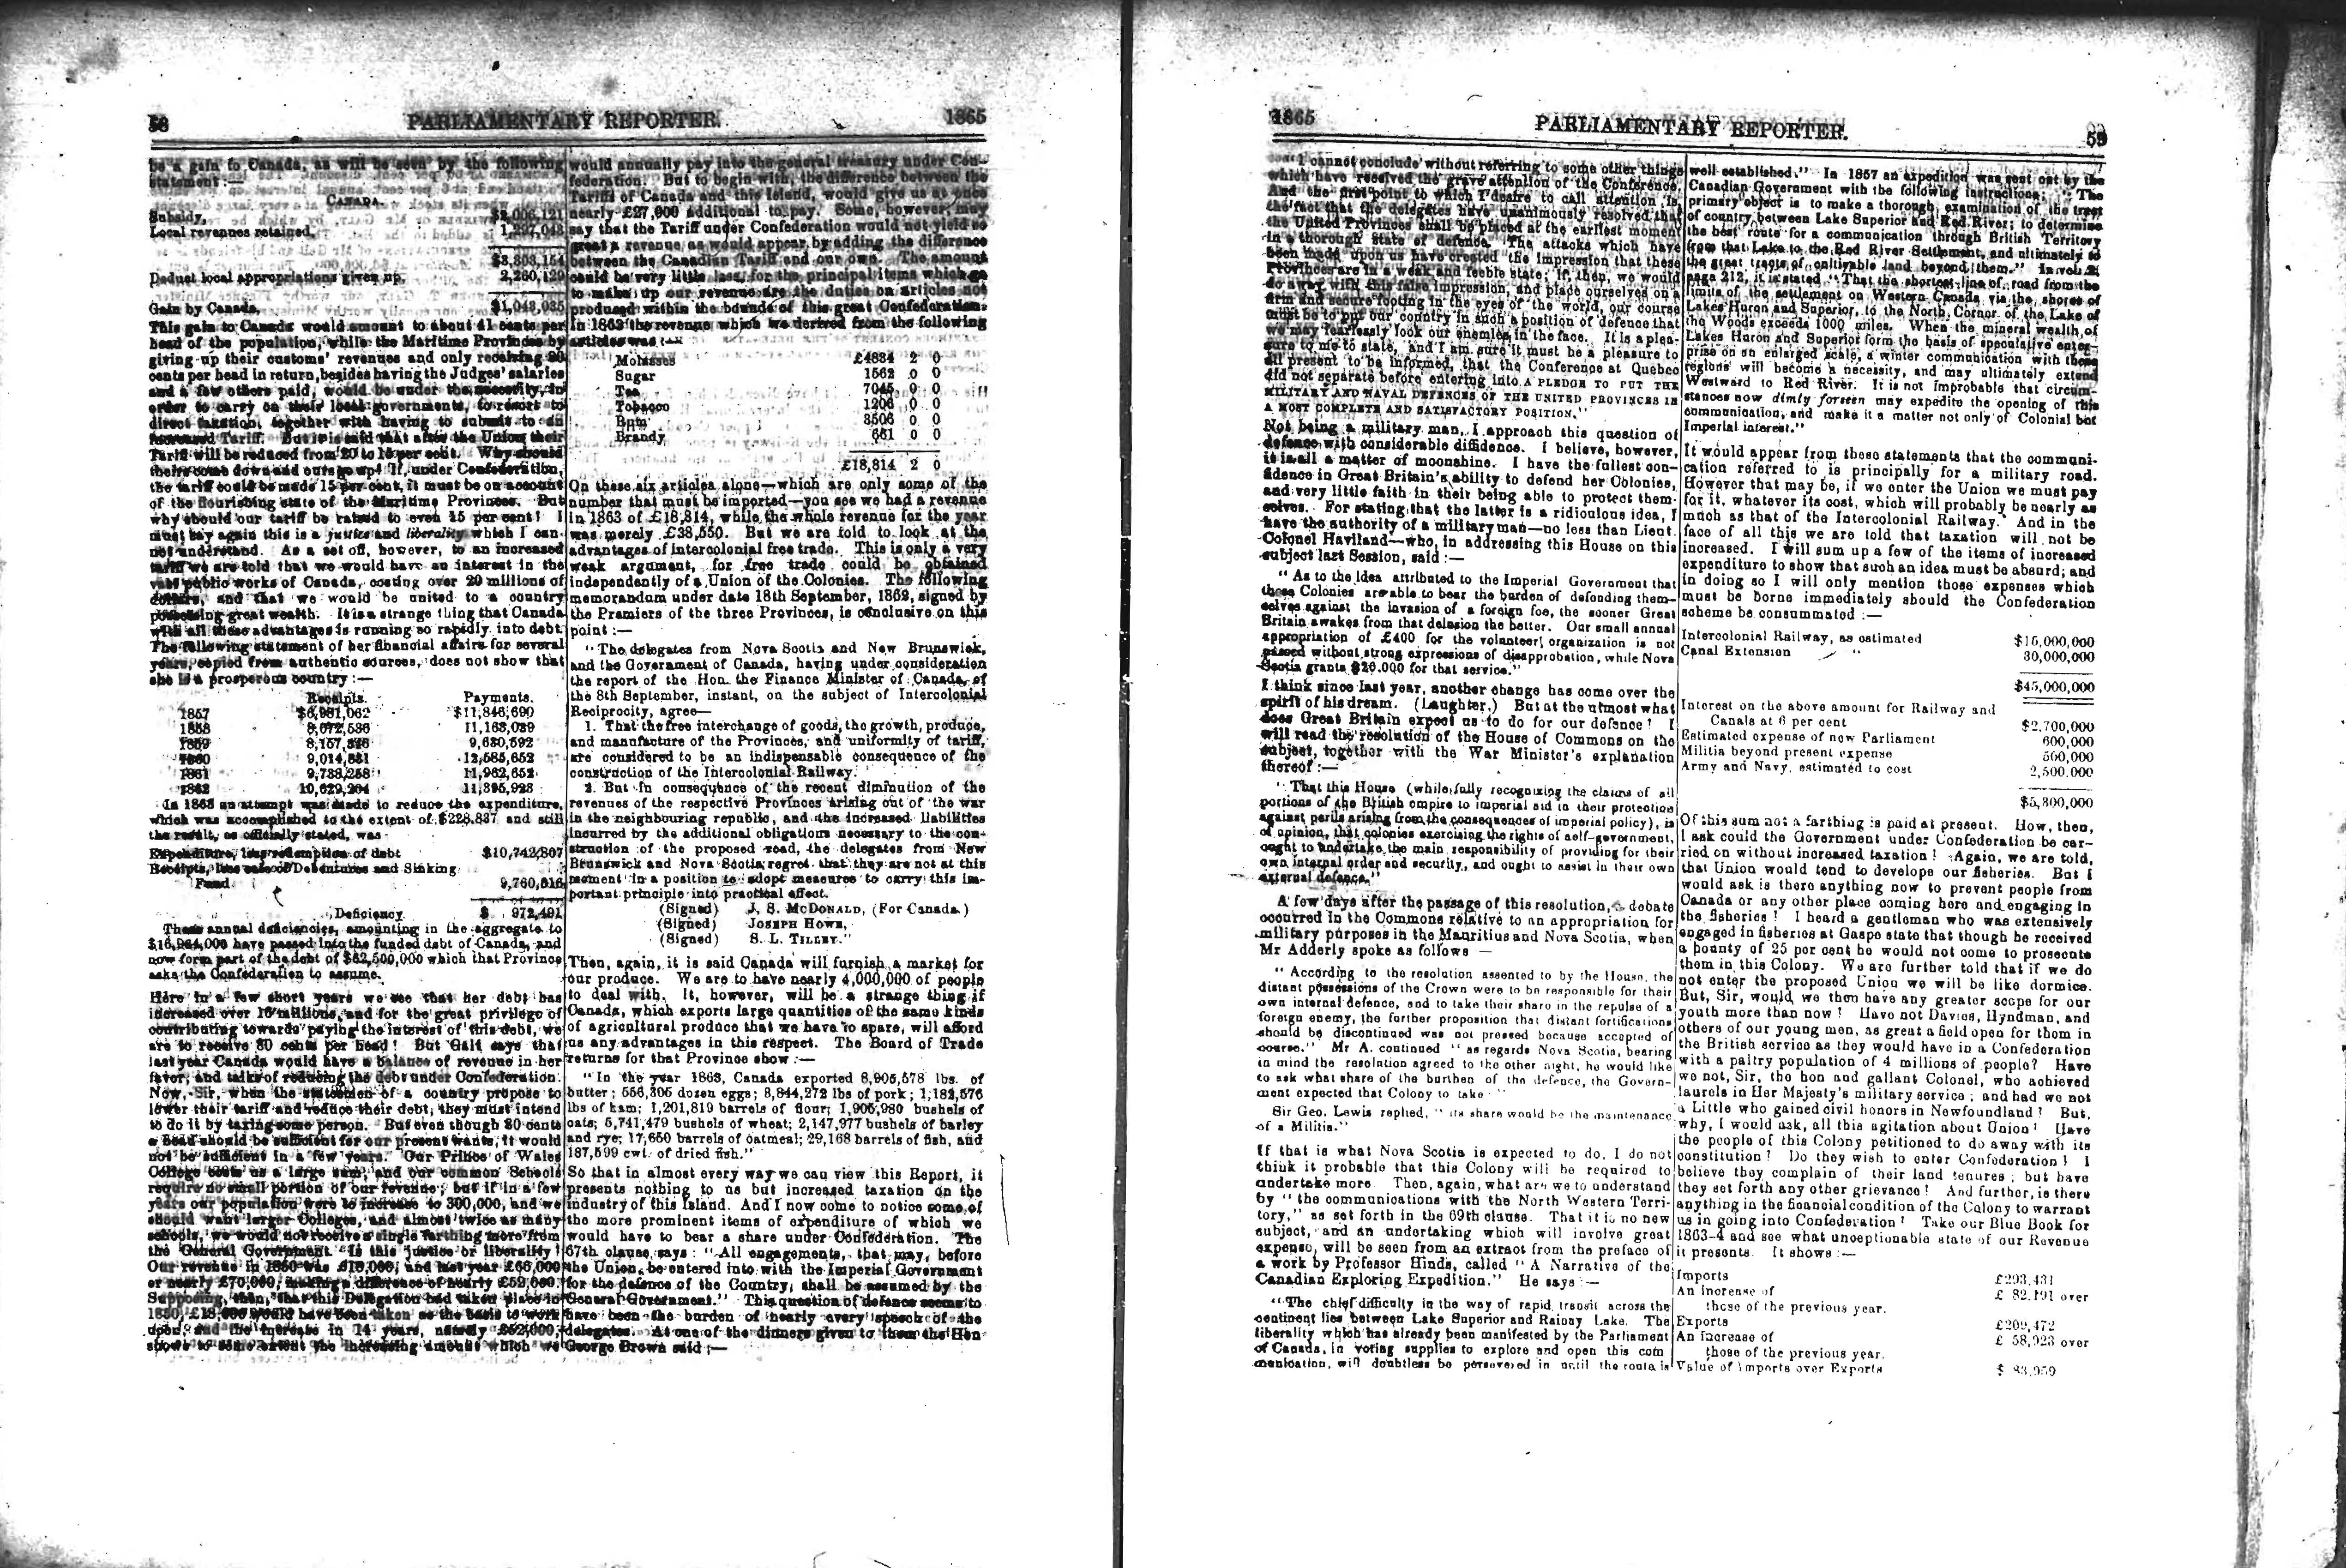 58 PARLIAMENTARY REPORTER. 1865
be a gain to Canada, as will be seen by the following
statement:—
CANADA.
Subsidy, $2,006,121
Local revenues retained, 1,297,043
$3,303,164
Deduct local appropriations given up, 2,260,129
Gain by Canada, $1,043,035
This gain to Canada would amount to about 41 cents per
head of the population, while the Maritime Provinces by
giving up their customs' revenues and only receiving 80
cents per head in return, besides having the Judges' salaries
and a few others paid, would be under the necessity, in
order to carry on their local governments, to resort to
direct taxation, together with having to submit to an
increased Tariff. But it is said that after the Union their
Tariff will be reduced from 20 to 15 per cent. Why should
theirs come down and ours go up? If, under Confederation,
the tariff could be made 15 per cent, it must be on account
of the flourishing state of the Maritime Provinces. But
why should our tariff be raised to even 15 per cent? I
must say again this is a justice and liberality which I can-
not understand. As a set off, however, to an increased
tariff we are told that we would have an interest in the
vast public works of Canada, costing over 20 millions of
dollars, and that we would be united to a country
possessing great wealth. It is a strange thing that Canada
with all these advantages is running so rapidly into debt.
The following statement of her financial affairs for several
years, copied from authentic sources, does not show that
she is a prosperous country:—
Receipts. Payments.
1857 $6,981,062 $11,846,690
1858 8,072,536 11,163,039
1859 8,157,346 9,630,592
1860 9,014,531 12,585,652
1861 9,738,258 11,962,652
1862 10,629,204 11,395,923
In 1863 an attempt was made to reduce the expenditure,
which was accomplished to the extent of $228,837 and still
the result, as officially stated, was
Expenditure, less redemption of debt $10,742,807
Receipts, less sale of Debentures and Sinking
Fund 9,760,316
Deficiency $ 972,491
These annual deficiencies, amounting in the aggregate to
$16,964,006 have passed into the funded debt of Canada, and
now form part of the debt of $62,500,000 which that Province
asks the Confederation to assume.
Here in a few short years we see that her debt has
increased over 16 millions, and for the great privilege of
contributing towards paying the interest of this debt, we
are to receive 80 cents per head! But Galt says that
last year Canada would have a balance of revenue in her
favor, and talks of reducing the debt under Confederation.
Now, Sir, when the statesmen of a country propose to
lower their tariff and reduce their debt, they must intend
to do it by taxing some person. But even though 80 cents
a head should be sufficient for our present wants, it would
not be sufficient in a few years. Our Prince of Wales
College costs us a large sum, and our common Schools
require no small portion of our revenue; but if in a few
years our population were to increase to 300,000, and we
should want larger Colleges, and almost twice as many
schools, we would not receive a single farthing more from
the General Government. Is this justice or liberality?
Our revenue in 1850 was £18,000, and last year £66,000
or nearly £70,000, making a difference of nearly £52,000.
Supposing, then, that this Delegation had taken place in
1850, £18,000 would have been taken as the basis to work
upon, and the increase in 14 years, nearly £52,000,
shows to some extent the increasing amount which we
would annually pay into the general treasury under Con-
federation. But to begin with, the difference between the
Tariffs of Canada and this Island, would give us at once
nearly £27,000 additional to pay. Some, however, may
say that the Tariff under Confederation would not yield so
great a revenue as would appear by adding the difference
between the Canadian Tariff and our own. The amount
could be very little less, for the principal items which go
to make up our revenue are the duties on articles not
produced within the bounds of this great Confederation.
In 1863 the revenue which we derived from the following
articles was:—
Molasses £4834 2 0
Sugar 1562 0 0
Tea 7045 0 0
Tobacco 1206 0 0
Rum 3506 0 0
Brandy 661 0 0
£18,814 2 0
On these six articles alone—which are only some of the
number that must be imported—you see we had a revenue
in 1863 of £18,814, while the whole revenue for the year
was merely £38,550. But we are told to look at the
advantages of intercolonial free trade. This is only a very
weak argument, for free trade could be obtained
independently of a Union of the Colonies. The following
memorandum under date 18th September, 1862, signed by
the Premiers of the three Provinces, is conclusive on this
point:—
"The delegates from Nova Scotia and New Brunswick,
and the Government of Canada, having under consideration
the report of the Hon. the Finance Minister of Canada, of
the 8th September, instant, on the subject of Intercolonial
Reciprocity, agree—
1. That the free interchange of goods, the growth, produce,
and manufacture of the Provinces, and uniformity of tariff,
are considered to be an indispensable consequence of the
construction of the Intercolonial Railway.
2. But in consequence of the recent diminution of the
revenues of the respective Provinces arising out of the war
in the neighbouring republic, and the increased liabilities
incurred by the additional obligations necessary to the con-
struction of the proposed road, the delegates from New
Brunswick and Nova Scotia regret that they are not at this
moment in a position to adopt measures to carry this im-
portant principle into practical effect.
(Signed) J. S. MCDONALD, (For Canada.)
(Signed) JOSEPH HOWE,
(Signed) S. L. TILLEY."
Then, again, it is said Canada will furnish a market for
our produce. We are to have nearly 4,000,000 of people
to deal with. It, however, will be a strange thing if
Canada, which exports large quantities of the same kinds
of agricultural produce that we have to spare, will afford
us any advantages in this respect. The Board of Trade
returns for that Province show:—
"In the year 1863, Canada exported 8,905,578 lbs. of
butter; 556,305 dozen eggs; 3,844,272 lbs of pork; 1,182,576
lbs of ham; 1,201,819 barrels of flour; 1,905,980 bushels of
oats; 5,741,479 bushels of wheat; 2,147,977 bushels of barley
and rye; 17,650 barrels of oatmeal; 29,168 barrels of fish, and
187,599 cwt. of dried fish."
So that in almost every way we can view this Report, it
presents nothing to us but increased taxation on the
industry of this Island. And I now come to notice some of
the more prominent items of expenditure of which we
would have to bear a share under Confederation. The
67th clause says: "All engagements, that may, before
the Union, be entered into with the Imperial Government
for the defence of the Country, shall be assumed by the
General Government." This question of defence seems to
have been the burden of nearly every speech of the
delegates. At one of the dinners given to them the Hon
George Brown said:—
1865 PARLIAMENTARY REPORTER. 59
"I cannot conclude without referring to some other things
which have received the grave attention of the Conference.
And the first point to which I desire to call attention is,
the fact that the delegates have unanimously resolved that
the United Provinces shall be placed at the earliest moment
in a thorough state of defence. The attacks which have
been made upon us have created the impression that these
Provinces are in a weak and feeble state; if, then, we would
do away with this false impression, and place ourselves on a
firm and secure footing in the eyes of the world, our course
must be to put our country in such a position of defence that
we may fearlessly look our enemies in the face. It is a plea-
sure to me to state, and I am sure it must be a pleasure to
all present to be informed, that the Conference at Quebec
did not separate before entering into A PLEDGE TO PUT THE
MILITARY AND NAVAL DEFENCES OF THE UNITED PROVINCES IN
A MOST COMPLETE AND SATISFACTORY POSITION."
Not being a military man, I approach this question of
defence with considerable diffidence. I believe, however,
it is all a matter of moonshine. I have the fullest con-
fidence in Great Britain's ability to defend her Colonies,
and very little faith in their being able to protect them-
selves. For stating that the latter is a ridiculous idea, I
have the authority of a military man—no less than Lieut.
Colonel Haviland—who, in addressing this House on this
subject last Session, said:—
"As to the idea attributed to the Imperial Government that
these Colonies are able to bear the burden of defending them-
selves against the invasion of a foreign foe, the sooner Great
Britain awakes from that delusion the better. Our small annual
appropriation of £400 for the volunteer organization is not
passed without strong expressions of disapprobation, while Nova
Scotia grants $20.000 for that service."
I think since last year, another change has come over the
spirit of his dream. (Laughter.) But at the utmost what
does Great Britain expect us to do for our defence? I
will read the resolution of the House of Commons on the
subject, together with the War Minister's explanation
thereof:—
"That this House (while fully recognizing the claims of all
portions of the British empire to imperial aid in their protection
against perils arising from the consequences of imperial policy), is
of opinion, that colonies exercising the rights of self-government,
ought to undertake the main responsibility of providing for their
own internal order and security, and ought to assist in their own
external defence."
A few days after the passage of this resolution, a debate
occurred in the Commons relative to an appropriation for
military purposes in the Mauritius and Nova Scotia, when
Mr Adderly spoke as follows—
"According to the resolution assented to by the House, the
distant possessions of the Crown were to be responsible for their
own internal defence, and to take their share in the repulse of a
foreign enemy, the further proposition that distant fortifications
should be discontinued was not pressed because accepted of
course." Mr A. continued "as regards Nova Scotia, bearing
in mind the resolution agreed to the other night, he would like
to ask what share of the burthen of the defence, the Govern-
ment expected that Colony to take"
Sir Geo. Lewis replied, "its share would be the maintenance
of a Militia."
If that is what Nova Scotia is expected to do, I do not
think it probable that this Colony will be required to
undertake more. Then, again, what are we to understand
by "the communications with the North Western Terri-
tory," as set forth in the 69th clause. That it is no new
subject, and an undertaking which will involve great
expense, will be seen from an extract from the preface of
a work by Professor Hinds, called "A Narrative of the
Canadian Exploring Expedition." He says:—
"The chief difficulty in the way of rapid transit across the
continent lies between Lake Superior and Rainy Lake. The
liberality which has already been manifested by the Parliament
of Canada, in voting supplies to explore and open this com
munication, will doubtless be persevered in until the route is
well established." In 1857 an expedition was sent out by the
Canadian Government with the following instructions: "The
primary object is to make a thorough examination of the tract
of country between Lake Superior and Red River; to determine
the best route for a communication through British Territory
from that Lake to the Red River Settlement, and ultimately to
the great tracts of cultivable land beyond them." In vol. 2,
page 212, it is stated "That the shortest line of road from the
limits of the settlement on Western Canada via the shores of
Lakes Huron and Superior, to the North Corner of the Lake of
the Woods exceeds 1000 miles. When the mineral wealth of
Lakes Huron and Superior form the basis of speculative enter-
prise on an enlarged scale, a winter communication with these
regions will become a necessity, and may ultimately extend
Westward to Red River. It is not improbable that circum-
stances now dimly forseen may expedite the opening of this
communication, and make it a matter not only of Colonial but
Imperial interest."
It would appear from these statements that the communi-
cation referred to is principally for a military road.
However that may be, if we enter the Union we must pay
for it, whatever its cost, which will probably be nearly as
much as that of the Intercolonial Railway. And in the
face of all this we are told that taxation will not be
increased. I will sum up a few of the items of increased
expenditure to show that such an idea must be absurd; and
in doing so I will only mention those expenses which
must be borne immediately should the Confederation
scheme be consummated:—
Intercolonial Railway, as estimated $15,000,000
Canal Extension " 30,000,000
$45,000,000
Interest on the above amount for Railway and
Canals at 6 per cent $2,700,000
Estimated expense of new Parliament 600,000
Militia beyond present expense 500,000
Army and Navy, estimated to cost 2,500.000
$5,300,000
Of this sum not a farthing is paid at present. How, then,
I ask could the Government under Confederation be car-
ried on without increased taxation? Again, we are told,
that Union would tend to develope our fisheries. But I
would ask is there anything now to prevent people from
Canada or any other place coming here and engaging in
the fisheries? I heard a gentleman who was extensively
engaged in fisheries at Gaspe state that though he received
a bounty of 25 per cent he would not come to prosecute
them in this Colony. We are further told that if we do
not enter the proposed Union we will be like dormice.
But, Sir, would we then have any greater scope for our
youth more than now? Have not Davies, Hyndman, and
others of our young men, as great a field open for them in
the British service as they would have in a Confederation
with a paltry population of 4 millions of people? Have
we not, Sir, the hon and gallant Colonel, who achieved
laurels in Her Majesty's military service; and had we not
a Little who gained civil honors in Newfoundland? But,
why, I would ask, all this agitation about Union? Have
the people of this Colony petitioned to do away with its
constitution? Do they wish to enter Confederation? I
believe they complain of their land tenures; but have
they set forth any other grievance? And further, is there
anything in the financial condition of the Colony to warrant
us in going into Confederation? Take our Blue Book for
1863-4 and see what unceptionable state of our Revenue
it presents. It shows:—
Imports £293,431
An increase of £ 82,191 over
those of the previous year.
Exports £209,472
An increase of £ 58,923 over
those of the previous year.
Value of Imports over Exports $ 83,959